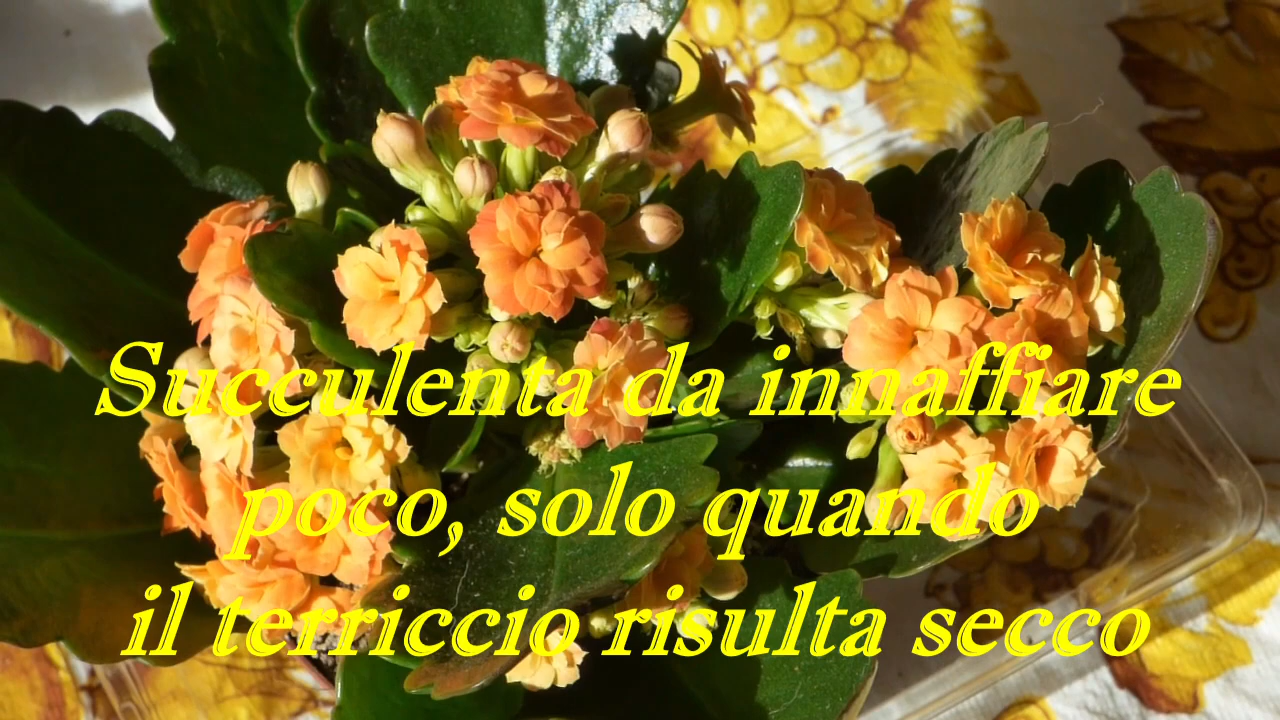 Succulenta da innaffiare
poco, solo quando
il terriccio risulta secco